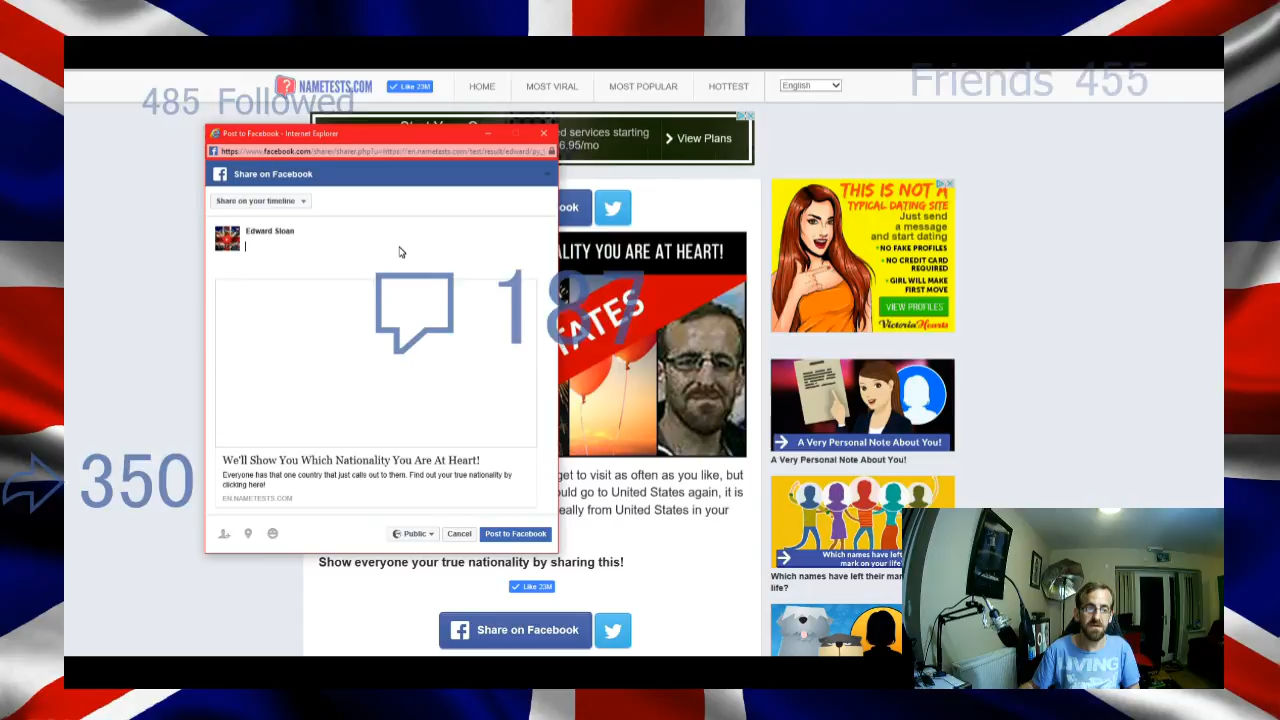 NAMETESTS.COM
Like 23M
HOME
MOST VIRAL
MOST POPULAR
HOTTEST
English
Friends 455
485 Followed
Post to Facebook - Internet Explorer
ed services starting
6.95/mo
View Plans
Share on Facebook
Share on your timeline
Edward Sloan
ook
ALITY YOU ARE AT HEART!
TATES
187
350
We'll Show You Which Nationality You Are At Heart!
Everyone has that one country that just calls out to them. Find out your true nationality by
clicking here!
EN.NAMETESTS.COM
Public
Cancel
Post to Facebook
get to visit as often as you like, but
uld go to United States again, it is
eally from United States in your
Show everyone your true nationality by sharing this!
Like 23M
Share on Facebook
THIS IS NOT A
TYPICAL DATING SITE
Just send
a message
and start dating
NO FAKE PROFILES
NO CREDIT CARD
REQUIRED
GIRL WILL MAKE
FIRST MOVE
VIEW PROFILES
VictoriaHearts
A Very Personal Note About You!
A Very Personal Note About You!
Which names have left
mark on your life?
Which names have left their mar
life?
LIVING